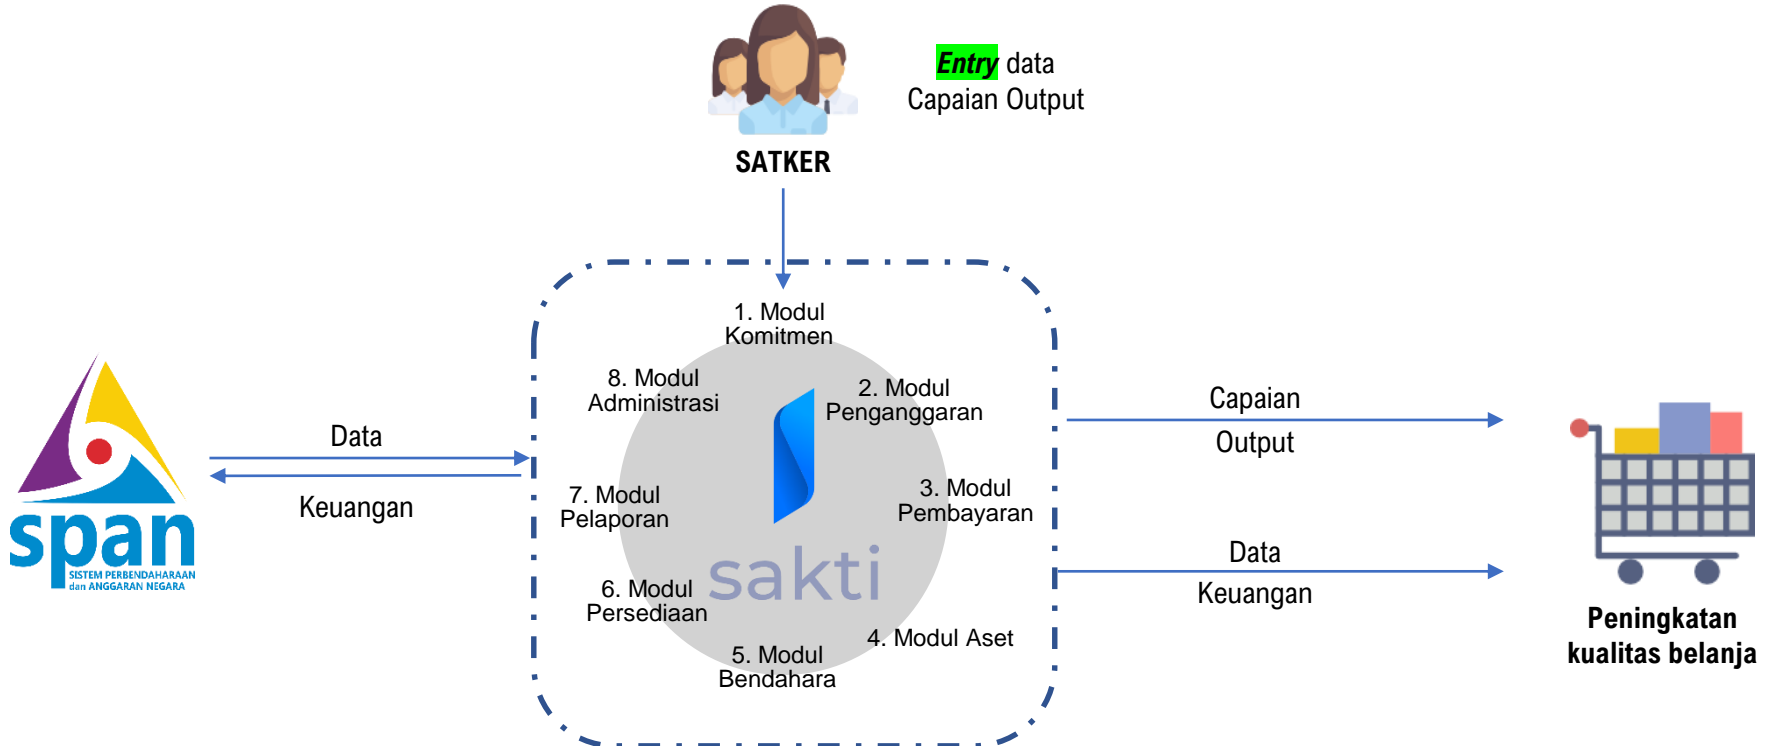 Entry data
Capaian Output
SATKER
1. Modul
Komitmen
8. Modul
Administrasi
2. Modul
Penganggaran
7. Modul
Pelaporan
3. Modul
Pembayaran
6. Modul
Persediaan
4. Modul Aset
5. Modul
Bendahara
sakti
Data
Keuangan
span
SISTEM PERBENDAHARAAN
dan ANGGARAN NEGARA
Capaian
Output
Data
Keuangan
Peningkatan
kualitas belanja